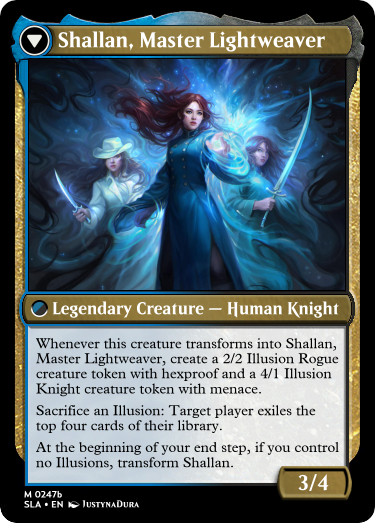 Shallan, Master Lightweaver
Legendary Creature — Human Knight
Whenever this creature transforms into Shallan,
Master Lightweaver, create a 2/2 Illusion Rogue
creature token with hexproof and a 4/1 Illusion
Knight creature token with menace.
Sacrifice an Illusion: Target player exiles the
top four cards of their library.
At the beginning of your end step, if you control
no Illusions, transform Shallan.
3/4
M 0247b
SLA • EN JustynaDura